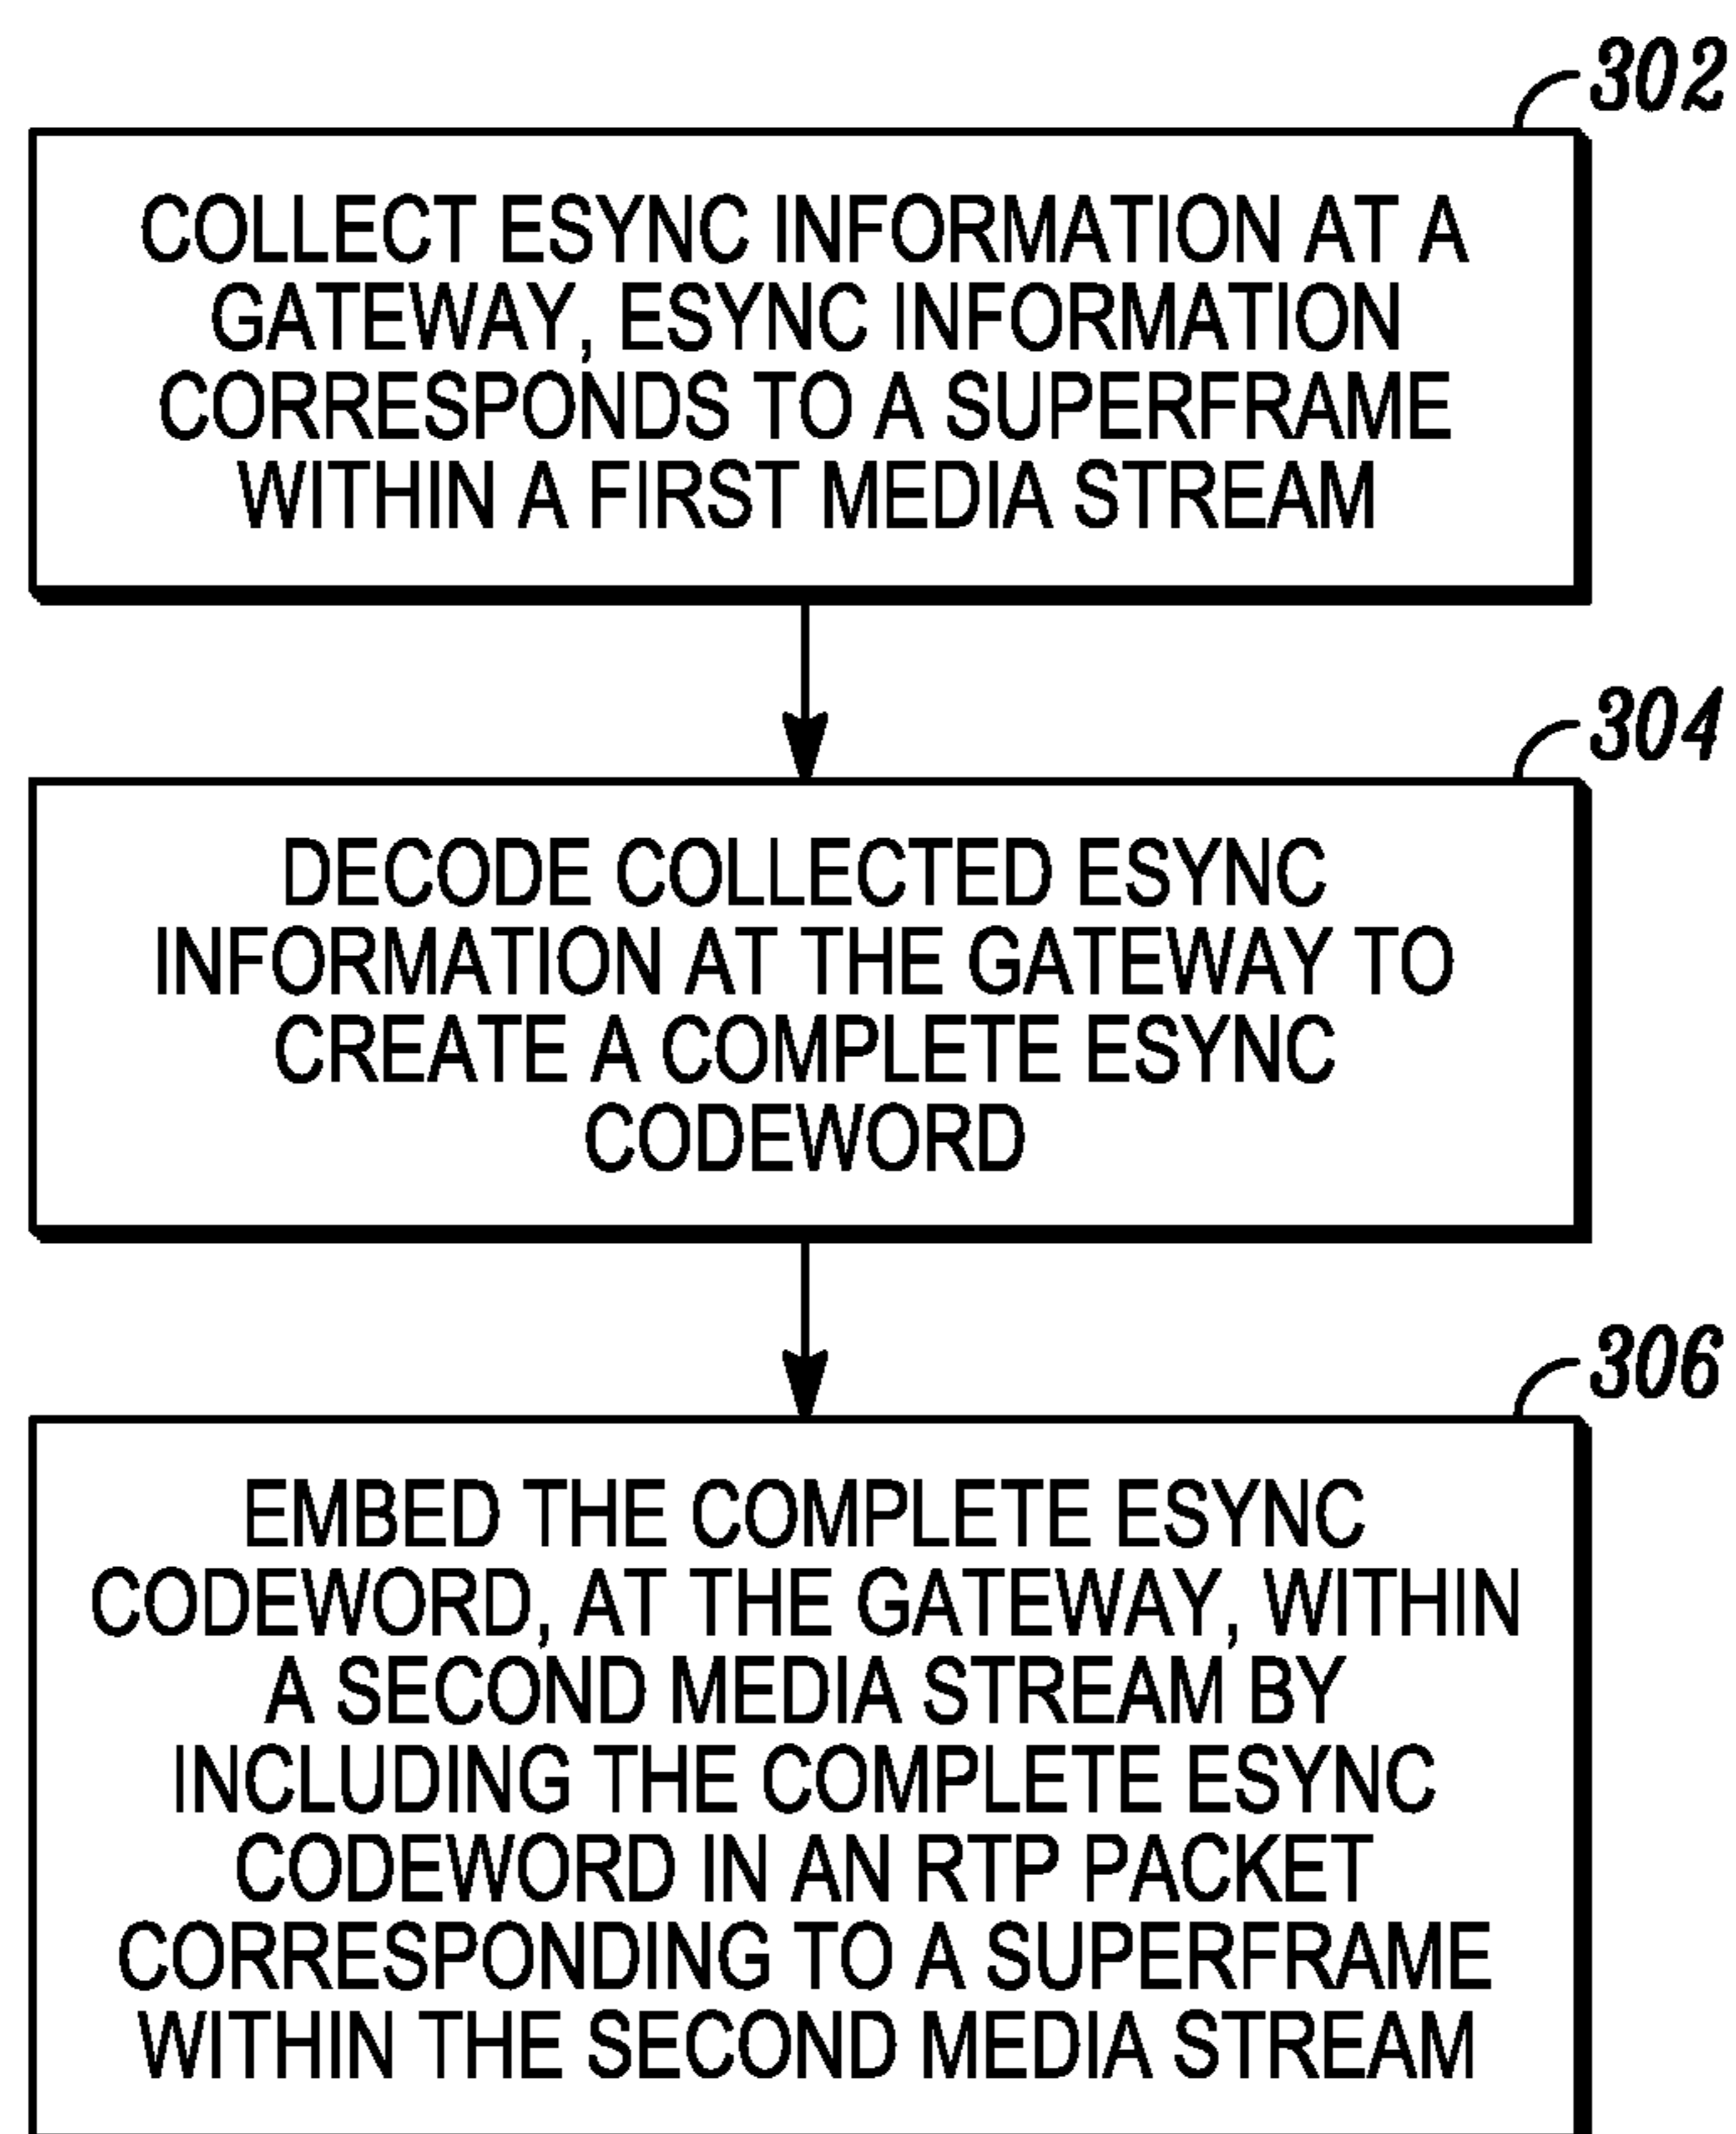 302
COLLECT ESYNC INFORMATION AT A
GATEWAY, ESYNC INFORMATION
CORRESPONDS TO A SUPERFRAME
WITHIN A FIRST MEDIA STREAM
304
DECODE COLLECTED ESYNC
INFORMATION AT THE GATEWAY TO
CREATE A COMPLETE ESYNC
CODEWORD
306
EMBED THE COMPLETE ESYNC
CODEWORD, AT THE GATEWAY, WITHIN
A SECOND MEDIA STREAM BY
INCLUDING THE COMPLETE ESYNC
CODEWORD IN AN RTP PACKET
CORRESPONDING TO A SUPERFRAME
WITHIN THE SECOND MEDIA STREAM